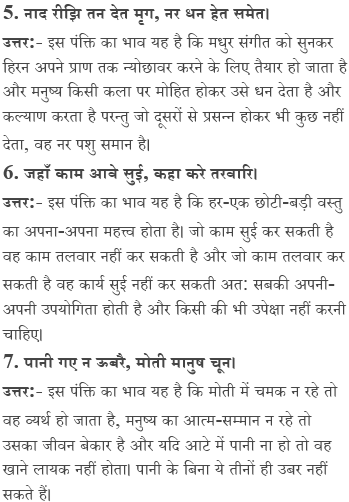 5. नाद रीझि तन देत मृग, नर धन हेत समेत।
उत्तर:- इस पंक्ति का भाव यह है कि मधुर संगीत को सुनकर
हिरन अपने प्राण तक न्योछावर करने के लिए तैयार हो जाता है
और मनुष्य किसी कला पर मोहित होकर उसे धन देता है और
कल्याण करता है परन्तु जो दूसरों से प्रसन्न होकर भी कुछ नहीं
देता, वह नर पशु समान है।
6. जहाँ काम आवे सुई, कहा करे तरवारि।
उत्तर:- इस पंक्ति का भाव यह है कि हर-एक छोटी-बड़ी वस्तु
का अपना-अपना महत्त्व होता है। जो काम सुई कर सकती है
वह काम तलवार नहीं कर सकती है और जो काम तलवार कर
सकती है वह कार्य सुई नहीं कर सकती अत: सबकी अपनी-
अपनी उपयोगिता होती है और किसी की भी उपेक्षा नहीं करनी
चाहिए।
7. पानी गए न ऊबरै, मोती मानुष चून।
उत्तर:- इस पंक्ति का भाव यह है कि मोती में चमक न रहे तो
वह व्यर्थ हो जाता है, मनुष्य का आत्म-सम्मान न रहे तो
उसका जीवन बेकार है और यदि आटे में पानी ना हो तो वह
खाने लायक नहीं होता। पानी के बिना ये तीनों ही उबर नहीं
सकते हैं।